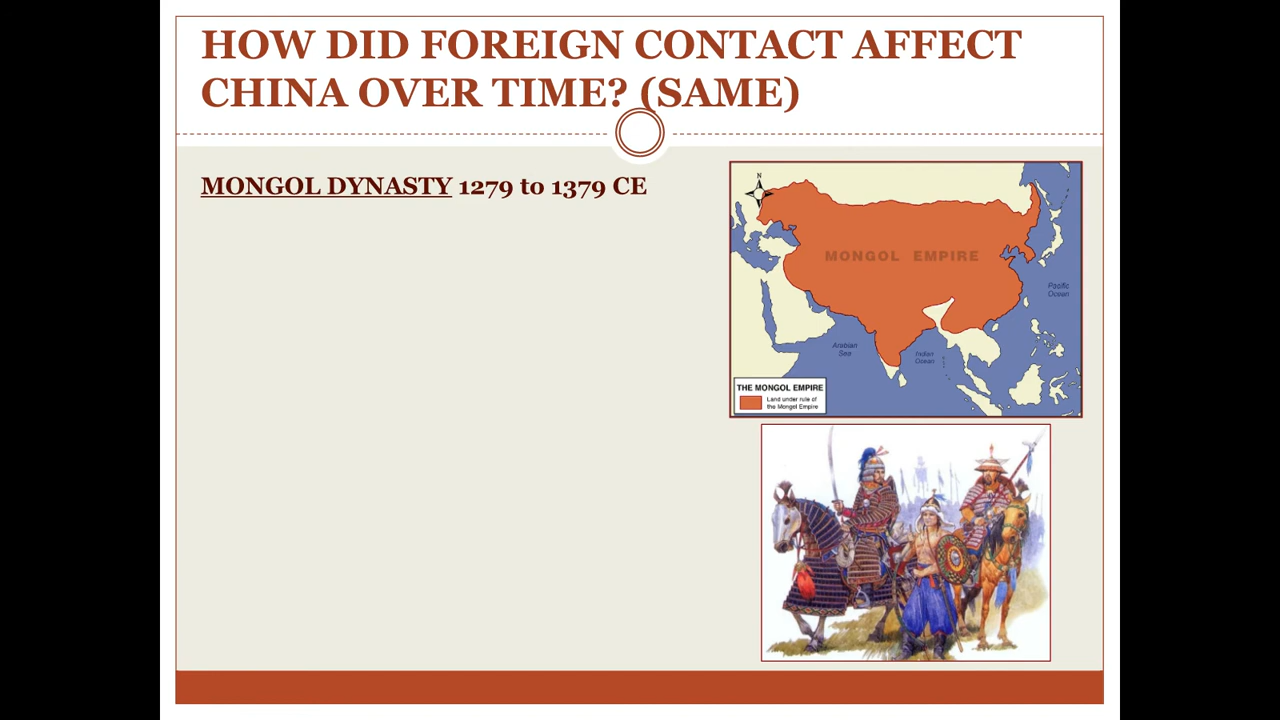 HOW DID FOREIGN CONTACT AFFECT
CHINA OVER TIME? (SAME)
MONGOL DYNASTY 1279 to 1379 CE
N
MONGOL EMPIRE
Pacific
Ocean
Arabian
Sea
Indian
Ocean
THE MONGOL EMPIRE
Land under rule of
the Mongol Empire